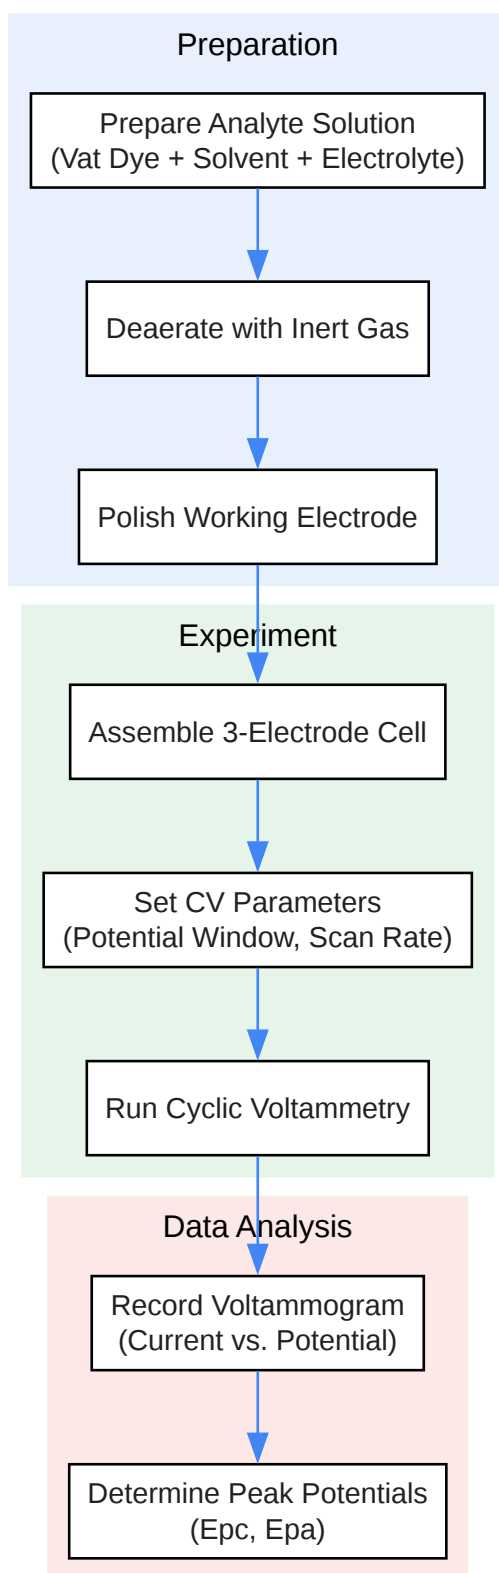 Preparation
Prepare Analyte Solution
(Vat Dye + Solvent + Electrolyte)
Deaerate with Inert Gas
Polish Working Electrode
Experiment
Assemble 3-Electrode Cell
Set CV Parameters
(Potential Window, Scan Rate)
Run Cyclic Voltammetry
Data Analysis
Record Voltammogram
(Current vs. Potential)
Determine Peak Potentials
(Epc, Epa)